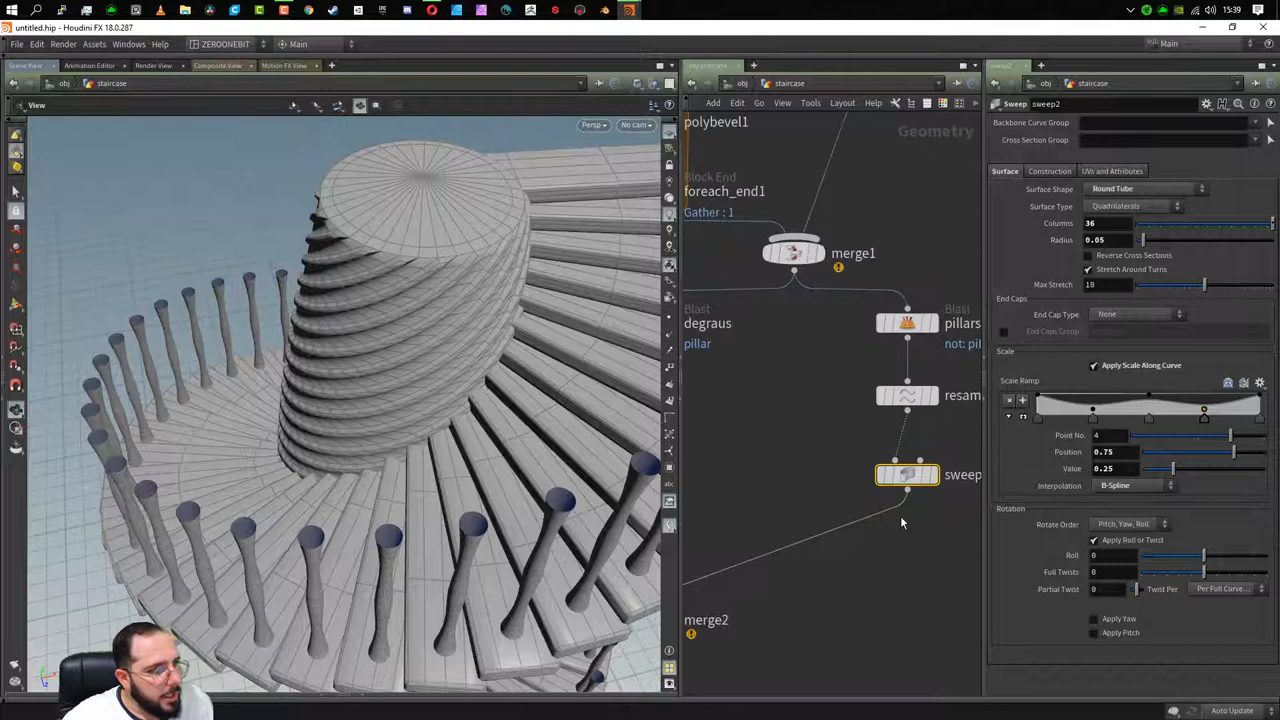 15:39
untitled.hip - Houdini FX 18.0.287
File Edit Render Assets Windows Help ZEROONEBIT Main Main
Scene View Animation Editor Render View Composite View Motion FX View
obj staircase
View
Persp No cam
abc
obj staircase
Add Edit Go View Tools Layout Help
polybevel1
Geometry
Block End
foreach_end1
Gather : 1
merge1
Blast
degraus
pillar
Blast
pillars
not: pil
resam
sweep
merge2
sweep2
obj staircase
Sweep sweep2
Backbone Curve Group
Cross Section Group
Surface Construction UVs and Attributes
Surface Shape Round Tube
Surface Type Quadrilaterals
Columns 36
Radius 0.05
Reverse Cross Sections
Stretch Around Turns
Max Stretch 10
End Caps
End Cap Type None
End Caps Group
Scale
Apply Scale Along Curve
Scale Ramp
Point No. 4
Position 0.75
Value 0.25
Interpolation B-Spline
Rotation
Rotate Order Pitch, Yaw, Roll
Apply Roll or Twist
Roll 0
Full Twists 0
Partial Twist 0 Twist Per Per Full Curve...
Apply Yaw
Apply Pitch
Auto Update